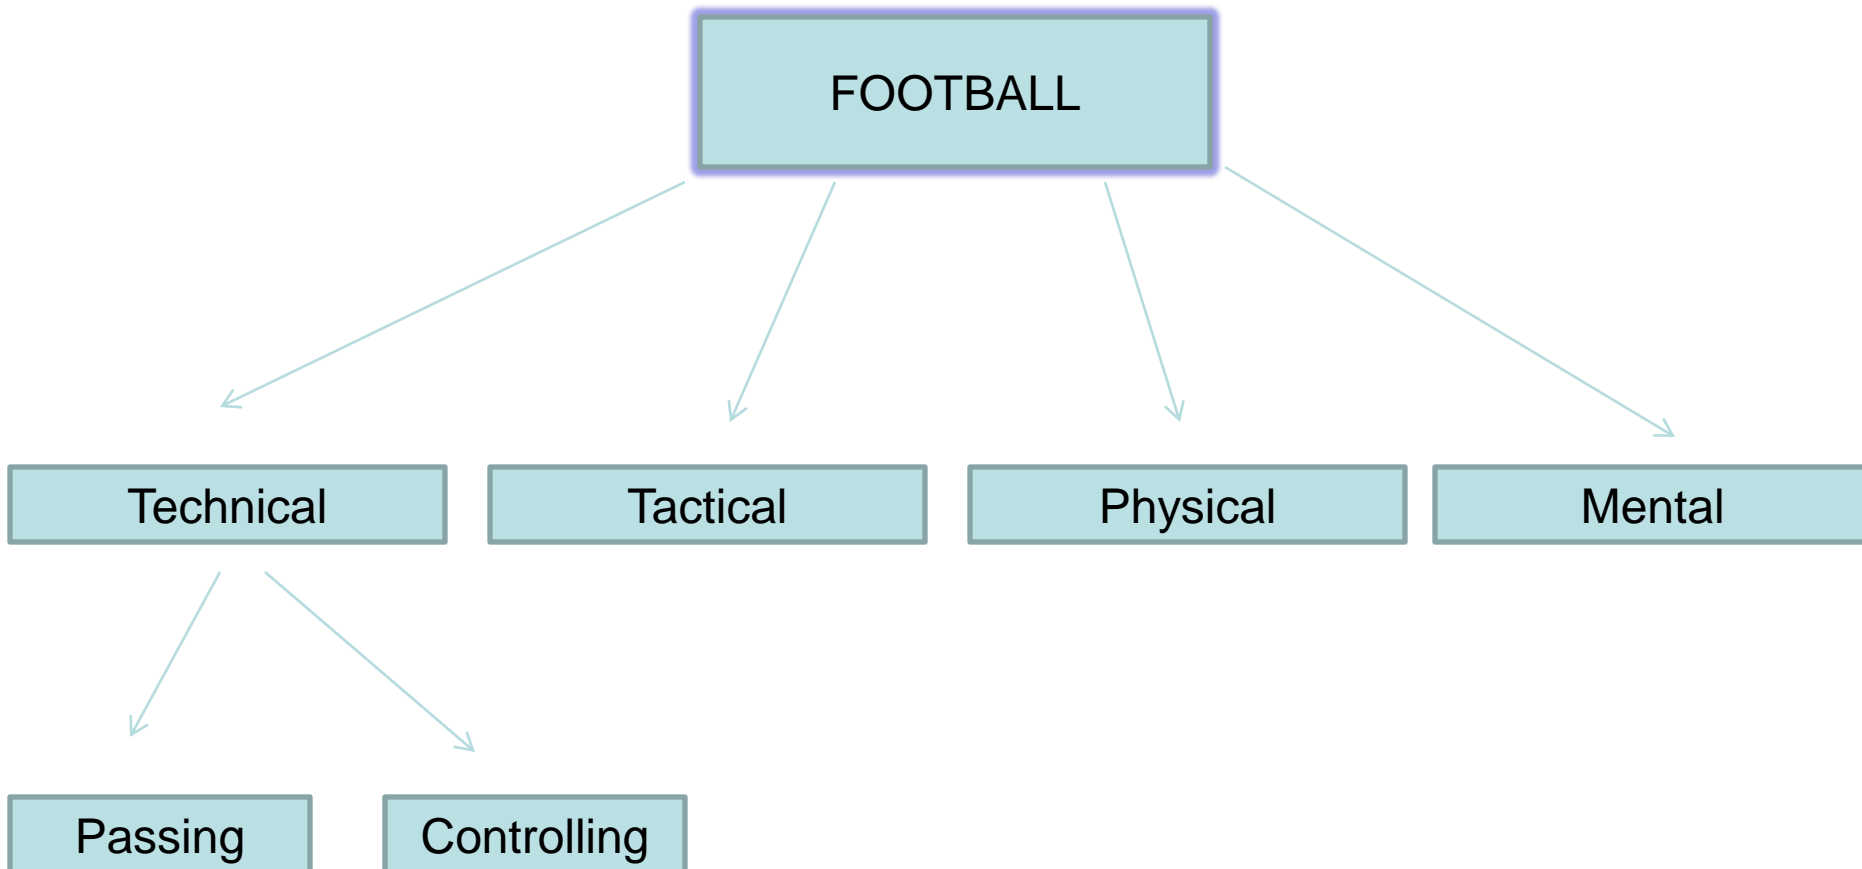 FOOTBALL
Technical
Tactical
Physical
Mental
Passing
Controlling